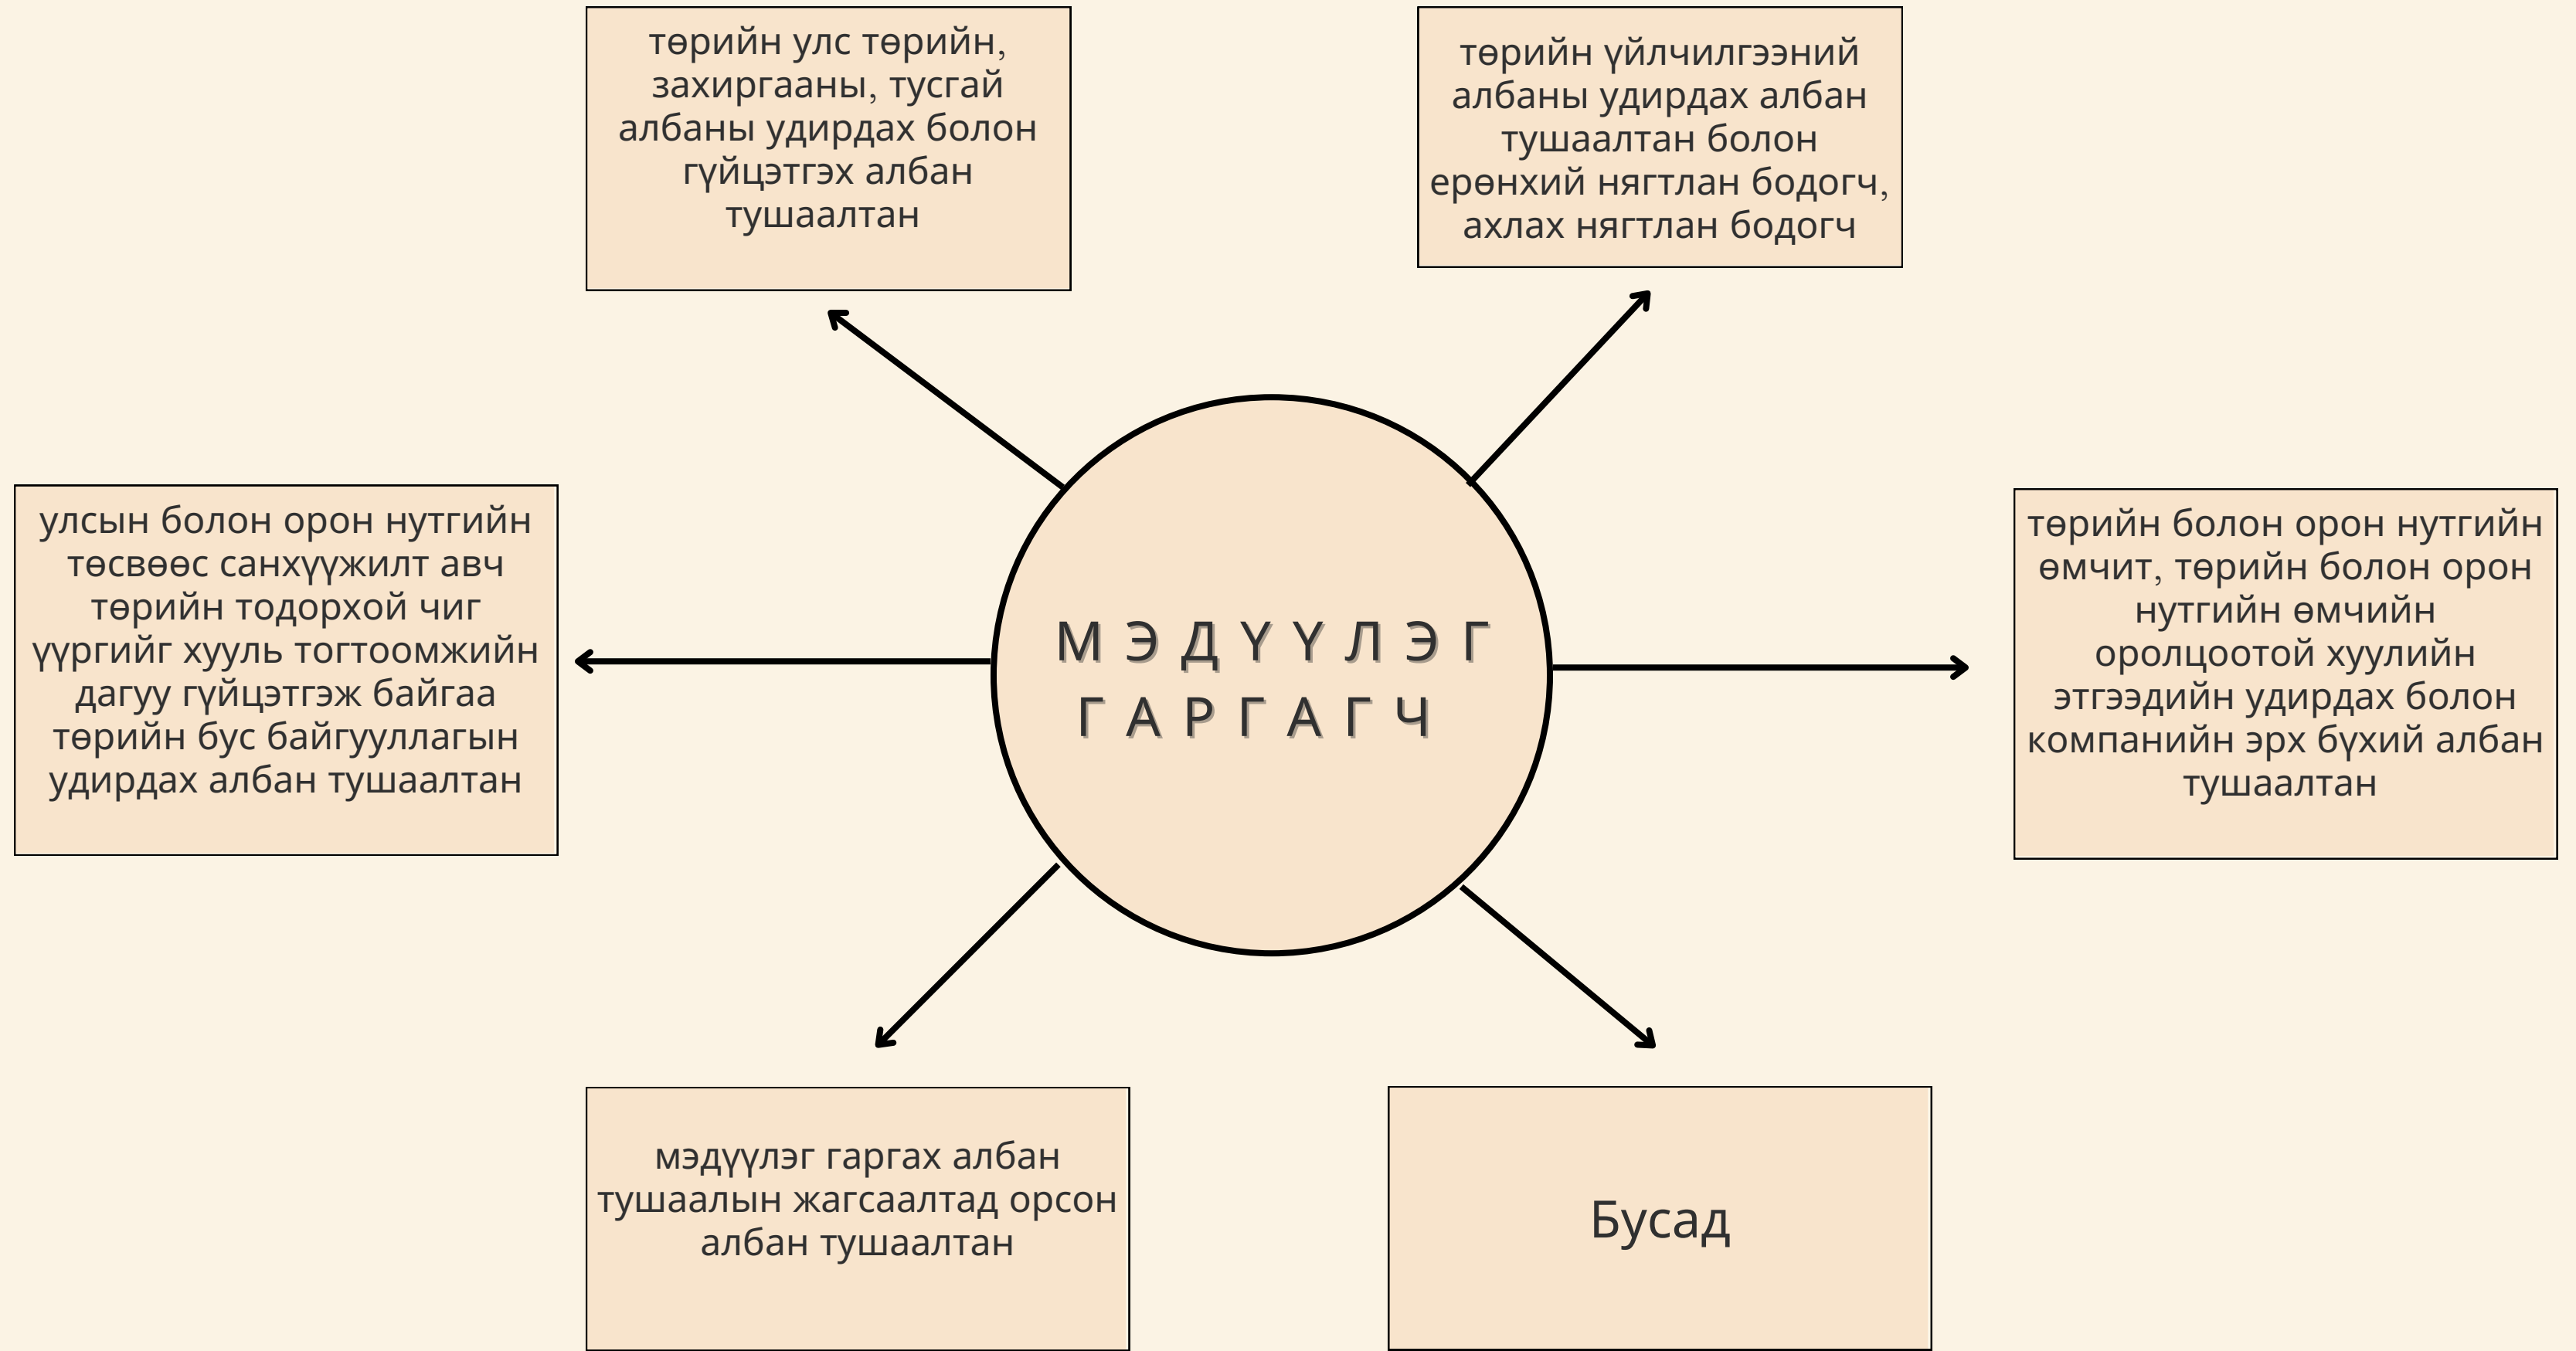 төрийн улс төрийн,
захиргааны, тусгай
албаны удирдах болон
гүйцэтгэх албан
тушаалтан
төрийн үйлчилгээний
албаны удирдах албан
тушаалтан болон
ерөнхий нягтлан бодогч,
ахлах нягтлан бодогч
улсын болон орон нутгийн
төсвөөс санхүүжилт авч
төрийн тодорхой чиг
үүргийг хууль тогтоомжийн
дагуу гүйцэтгэж байгаа
төрийн бус байгууллагын
удирдах албан тушаалтан
МЭДҮҮЛЭГ
ГАРГАГЧ
төрийн болон орон нутгийн
өмчит, төрийн болон орон
нутгийн өмчийн
оролцоотой хуулийн
этгээдийн удирдах болон
компанийн эрх бүхий албан
тушаалтан
мэдүүлэг гаргах албан
тушаалын жагсаалтад орсон
албан тушаалтан
Бусад